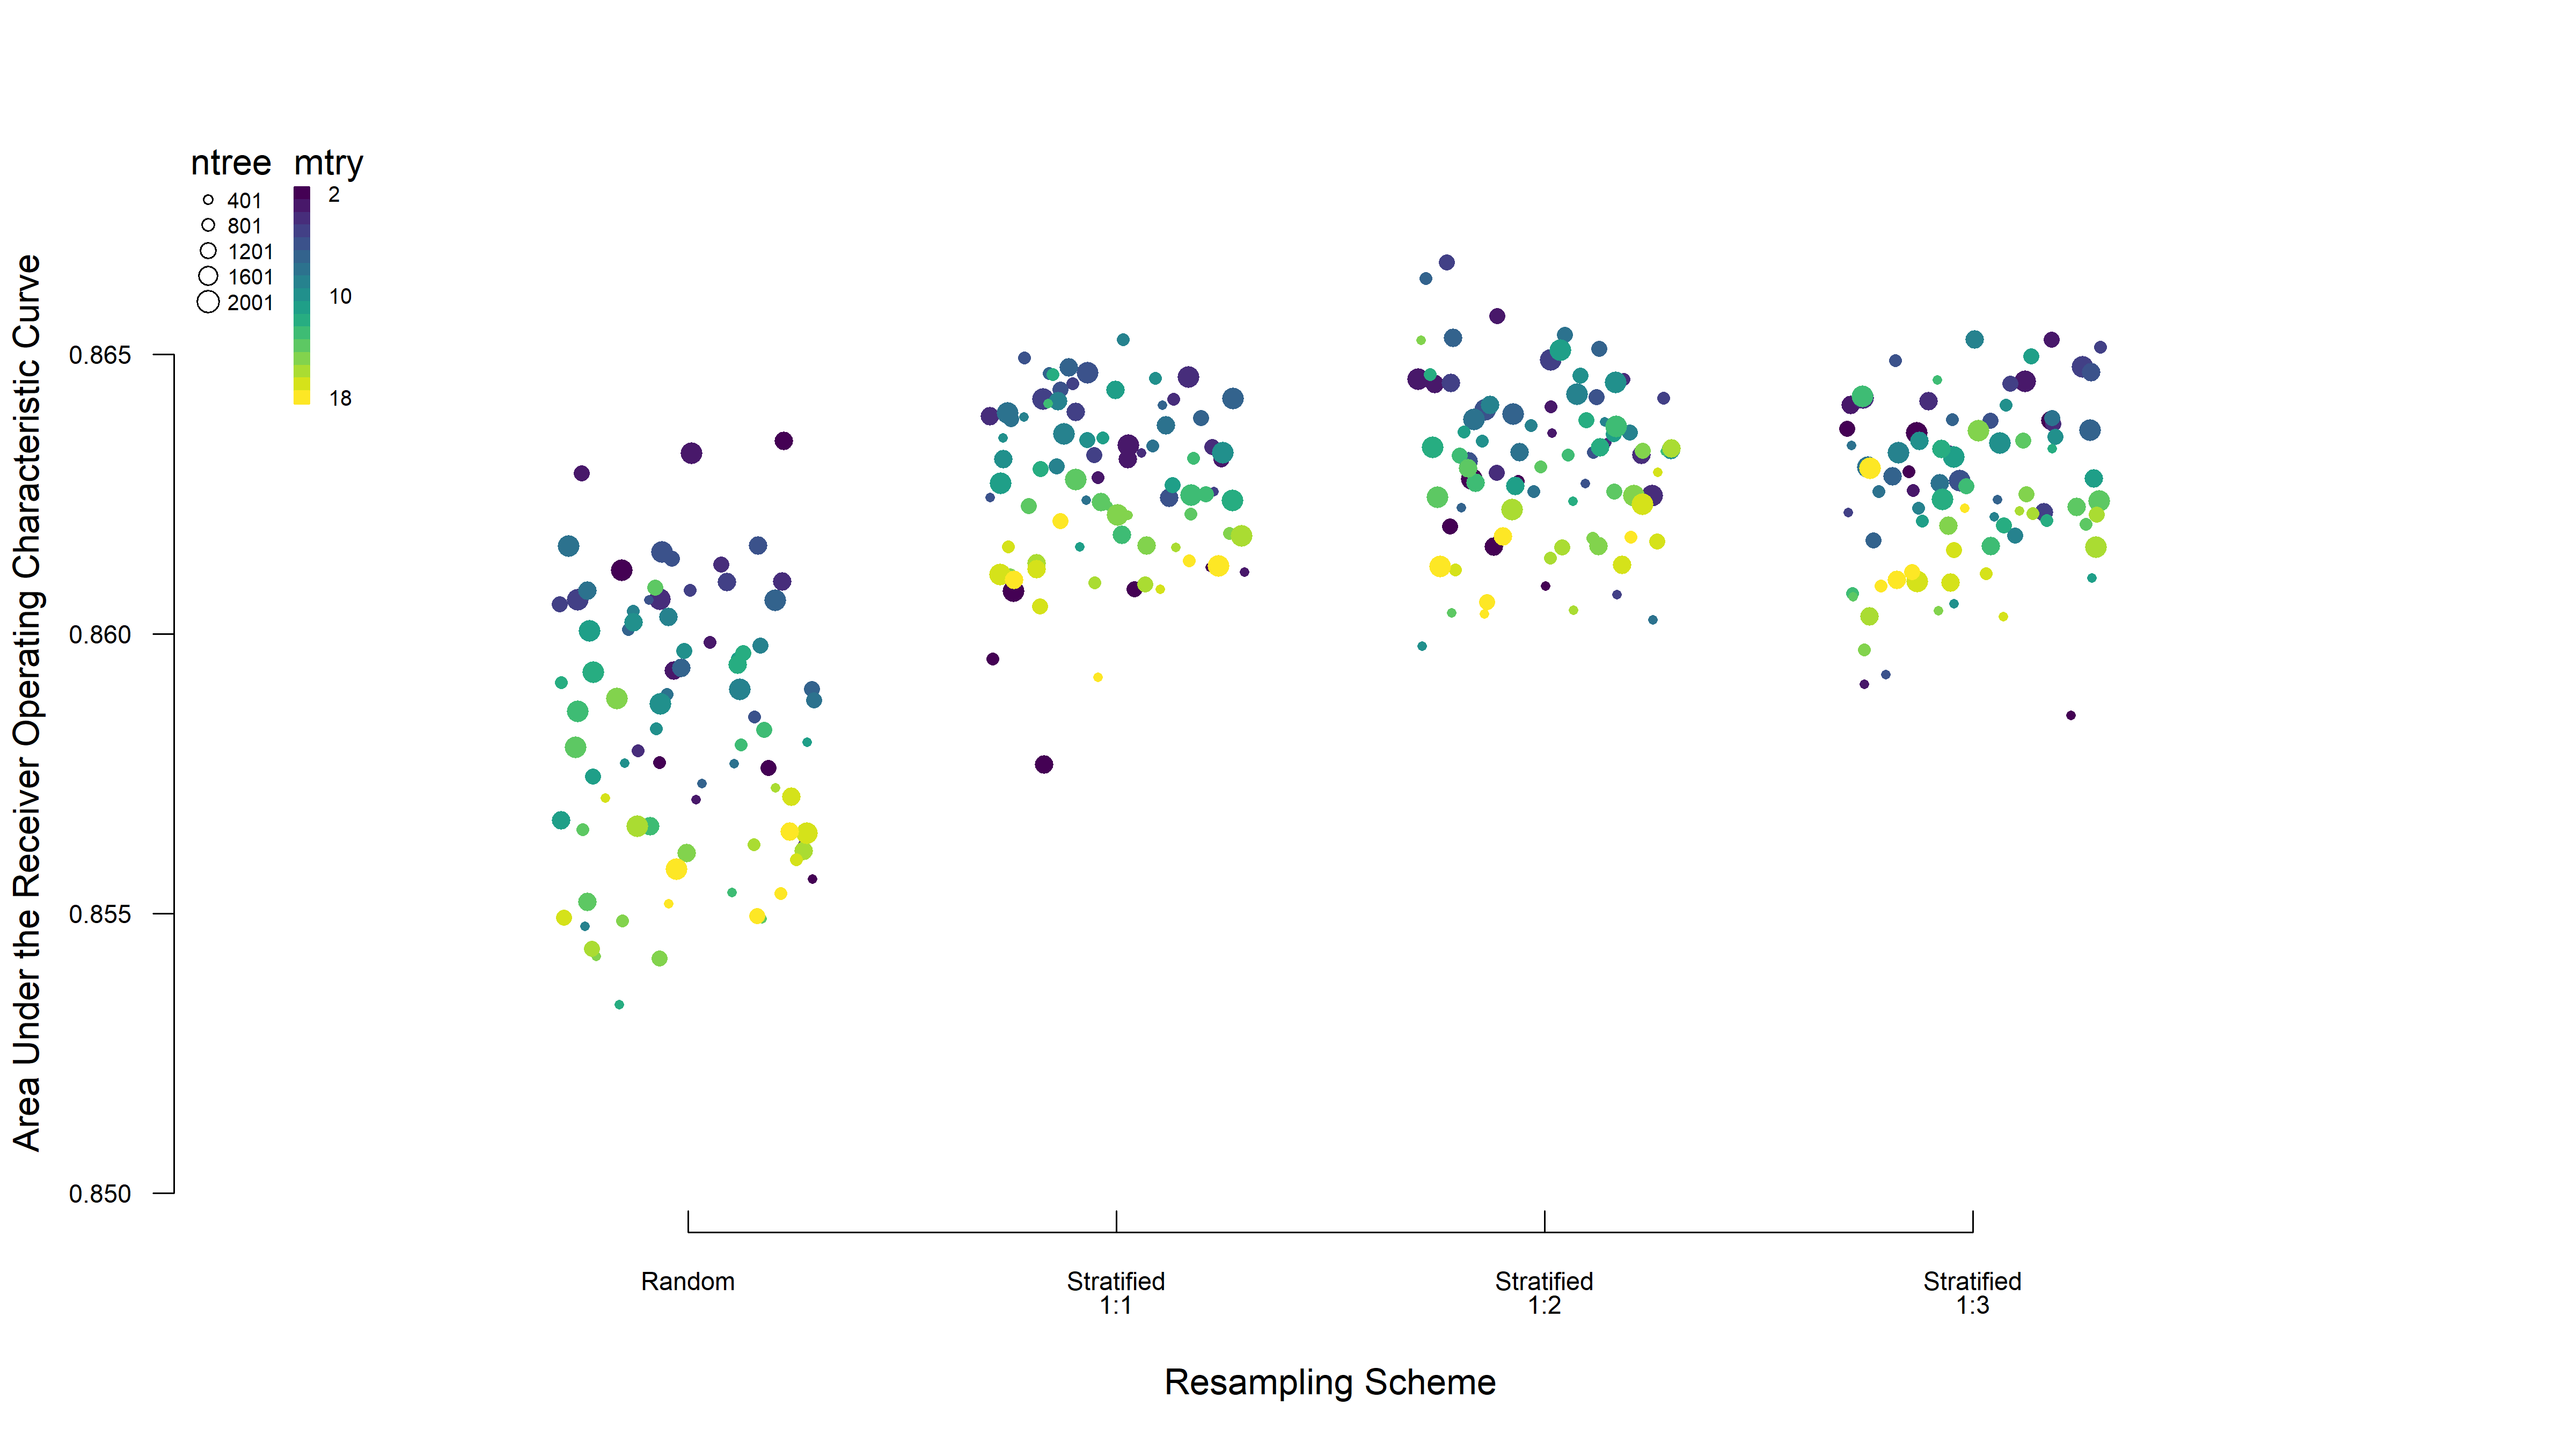 ntree mtry
401
801
1201
1601
2001
2
10
18
Area Under the Receiver Operating Characteristic Curve
0.865
0.860
0.855
0.850
Random
Stratified
1:1
Stratified
1:2
Stratified
1:3
Resampling Scheme